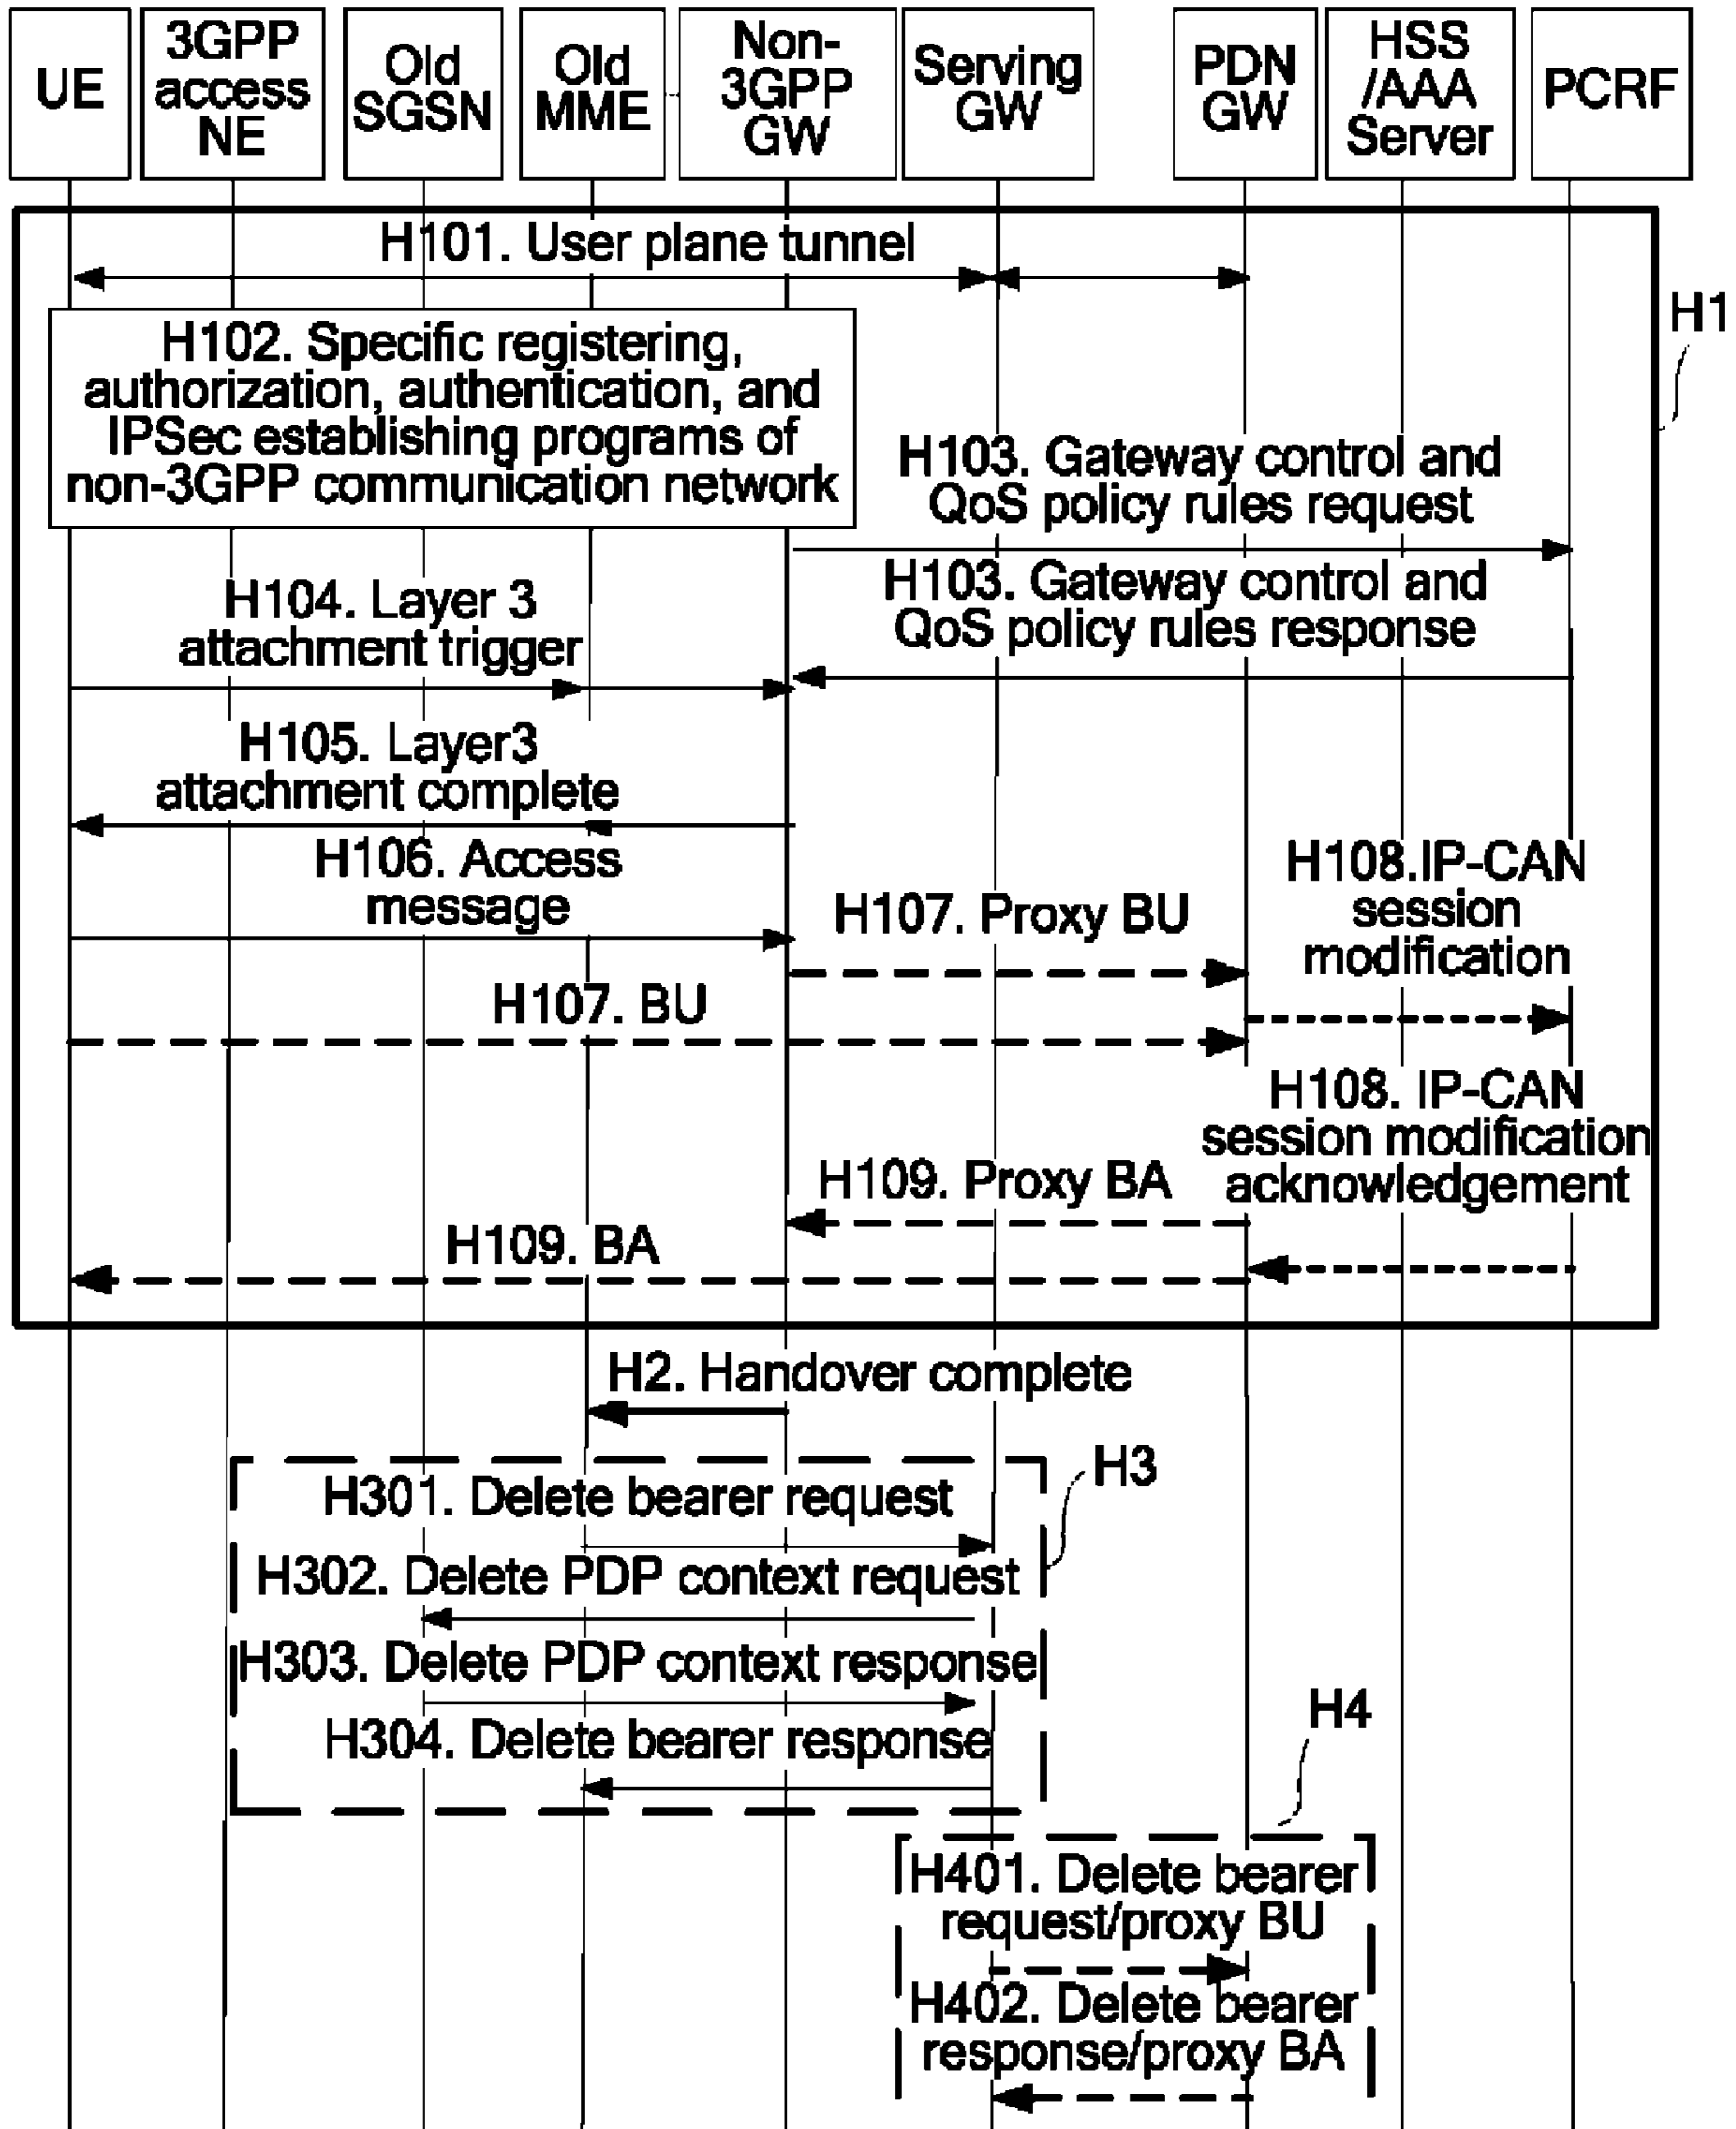 UE
3GPP
access
NE
Old
SGSN
Old
MME
Non-
3GPP
GW
Serving
GW
PDN
GW
HSS
/AAA
Server
PCRF
H1
H101. User plane tunnel
H102. Specific registering,
authorization, authentication, and
IPSec establishing programs of
non-3GPP communication network
H103. Gateway control and
QoS policy rules request
H103. Gateway control and
QoS policy rules response
H104. Layer 3
attachment trigger
H105. Layer3
attachment complete
H106. Access
message
H107. Proxy BU
H108.IP-CAN
session
modification
H107. BU
H108. IP-CAN
session modification
acknowledgement
H109. Proxy BA
H109. BA
H2. Handover complete
H3
H301. Delete bearer request
H302. Delete PDP context request
H303. Delete PDP context response
H304. Delete bearer response
H4
H401. Delete bearer
request/proxy BU
H402. Delete bearer
response/proxy BA